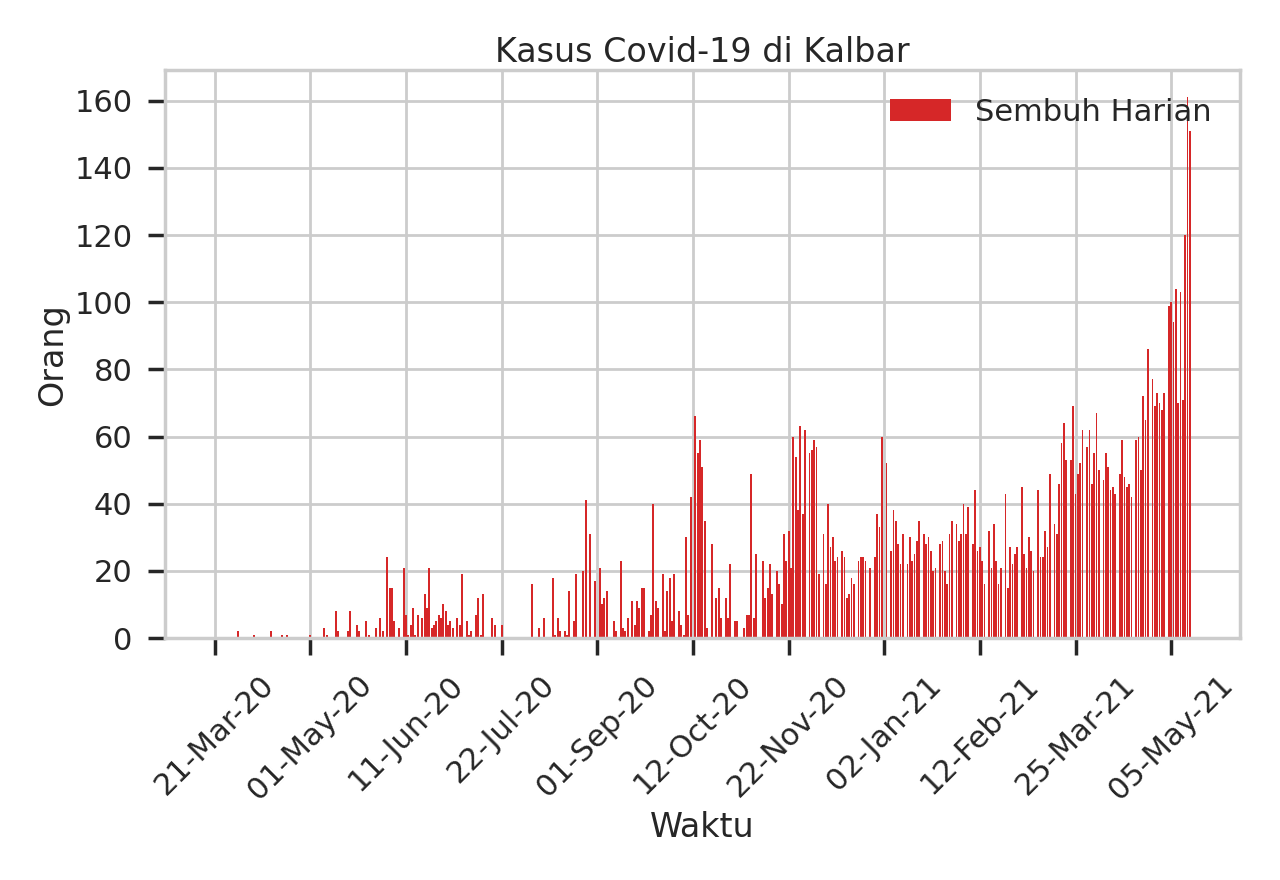 Kasus Covid-19 di Kalbar
Sembuh Harian
160
140
120
100
80
60
40
20
0
Orang
21-Mar-20
01-May-20
11-Jun-20
22-Jul-20
01-Sep-20
12-Oct-20
22-Nov-20
02-Jan-21
12-Feb-21
25-Mar-21
05-May-21
Waktu